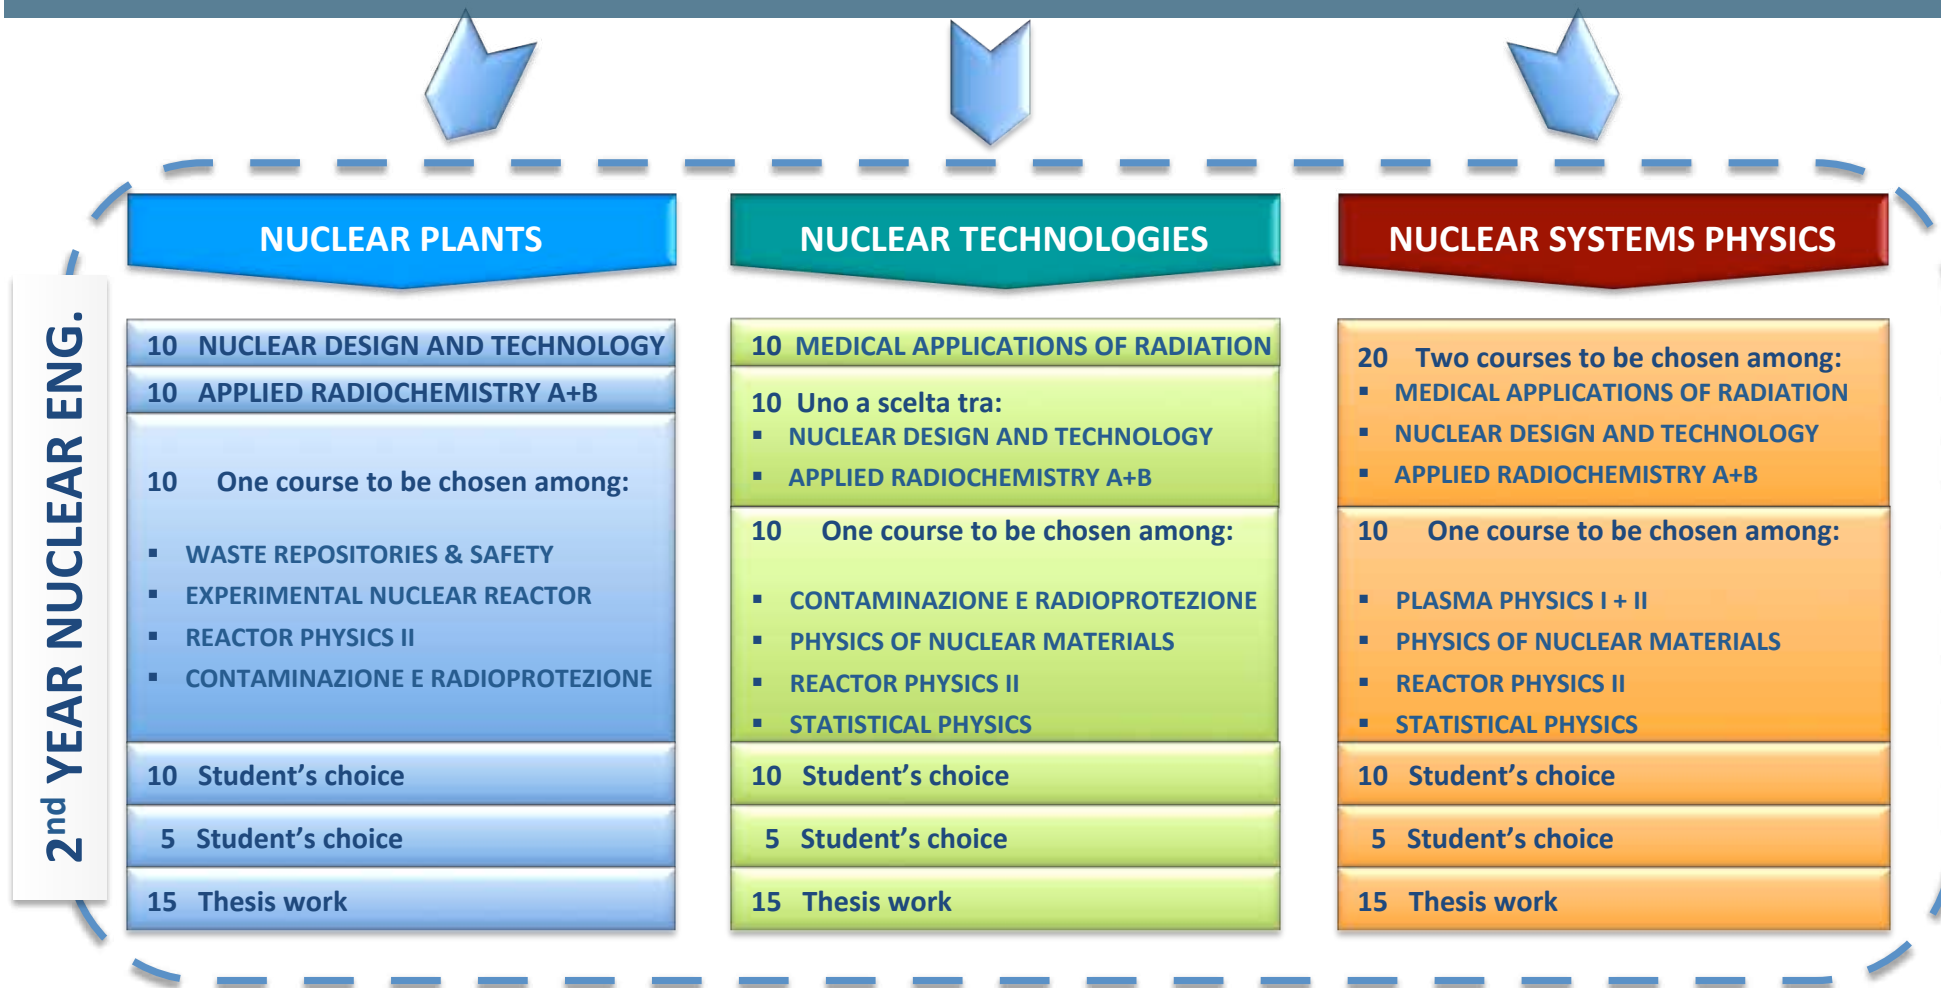 2nd YEAR NUCLEAR ENG.
NUCLEAR PLANTS
10 NUCLEAR DESIGN AND TECHNOLOGY
10 APPLIED RADIOCHEMISTRY A+B
10 One course to be chosen among:
▪ WASTE REPOSITORIES & SAFETY
▪ EXPERIMENTAL NUCLEAR REACTOR
▪ REACTOR PHYSICS II
▪ CONTAMINAZIONE E RADIOPROTEZIONE
10 Student’s choice
5 Student’s choice
15 Thesis work
NUCLEAR TECHNOLOGIES
10 MEDICAL APPLICATIONS OF RADIATION
10 Uno a scelta tra:
▪ NUCLEAR DESIGN AND TECHNOLOGY
▪ APPLIED RADIOCHEMISTRY A+B
10 One course to be chosen among:
▪ CONTAMINAZIONE E RADIOPROTEZIONE
▪ PHYSICS OF NUCLEAR MATERIALS
▪ REACTOR PHYSICS II
▪ STATISTICAL PHYSICS
10 Student’s choice
5 Student’s choice
15 Thesis work
NUCLEAR SYSTEMS PHYSICS
20 Two courses to be chosen among:
▪ MEDICAL APPLICATIONS OF RADIATION
▪ NUCLEAR DESIGN AND TECHNOLOGY
▪ APPLIED RADIOCHEMISTRY A+B
10 One course to be chosen among:
▪ PLASMA PHYSICS I + II
▪ PHYSICS OF NUCLEAR MATERIALS
▪ REACTOR PHYSICS II
▪ STATISTICAL PHYSICS
10 Student’s choice
5 Student’s choice
15 Thesis work